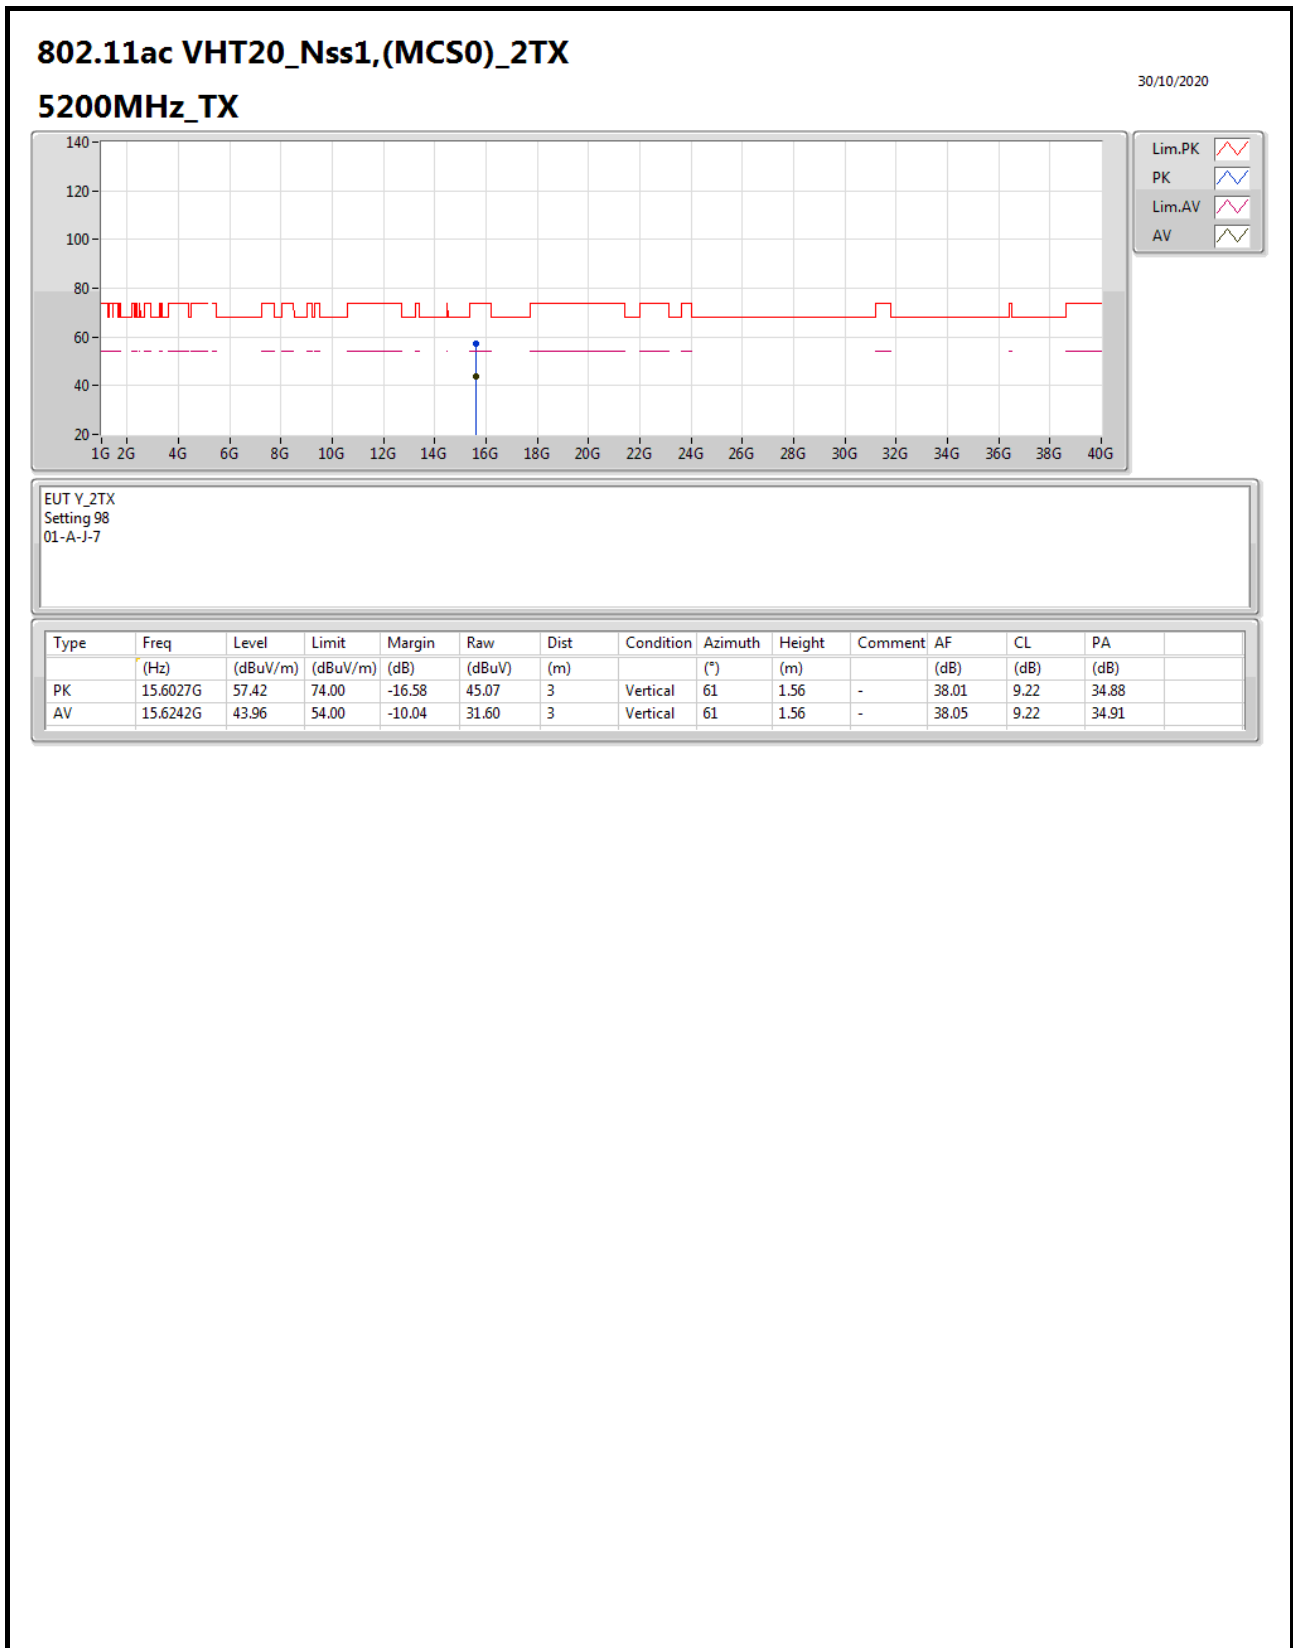 802.11ac VHT20_Nss1,(MCS0)_2TX
30/10/2020
5200MHz_TX
140
120
100
80
60
40
20
1G 2G 4G 6G 8G 10G 12G 14G 16G 18G 20G 22G 24G 26G 28G 30G 32G 34G 36G 38G 40G
Lim.PK
PK
Lim.AV
AV
EUT Y_2TX
Setting 98
01-A-J-7
Type Freq Level Limit Margin Raw Dist Condition Azimuth Height Comment AF CL PA
(Hz) (dBuV/m) (dBuV/m) (dB) (dBuV) (m) (°) (m) (dB) (dB) (dB)
PK 15.6027G 57.42 74.00 -16.58 45.07 3 Vertical 61 1.56 - 38.01 9.22 34.88
AV 15.6242G 43.96 54.00 -10.04 31.60 3 Vertical 61 1.56 - 38.05 9.22 34.91